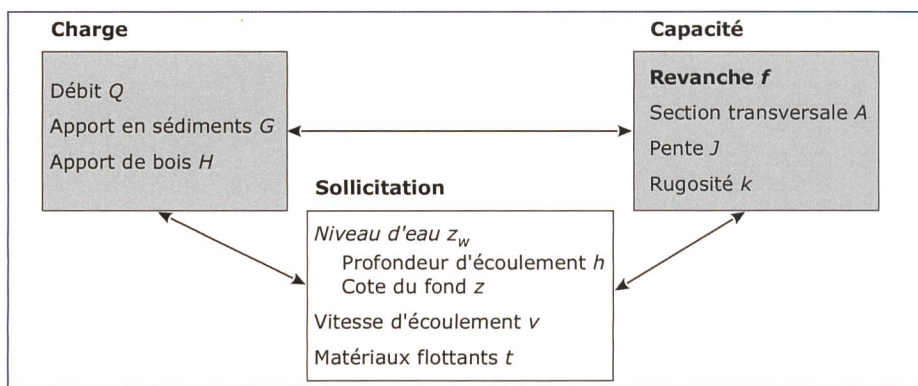 Charge
Débit Q
Apport en sédiments G
Apport de bois H
Capacité
Revanche f
Section transversale A
Pente J
Rugosité k
Sollicitation
Niveau d'eau zw
Profondeur d'écoulement h
Cote du fond z
Vitesse d'écoulement v
Matériaux flottants t